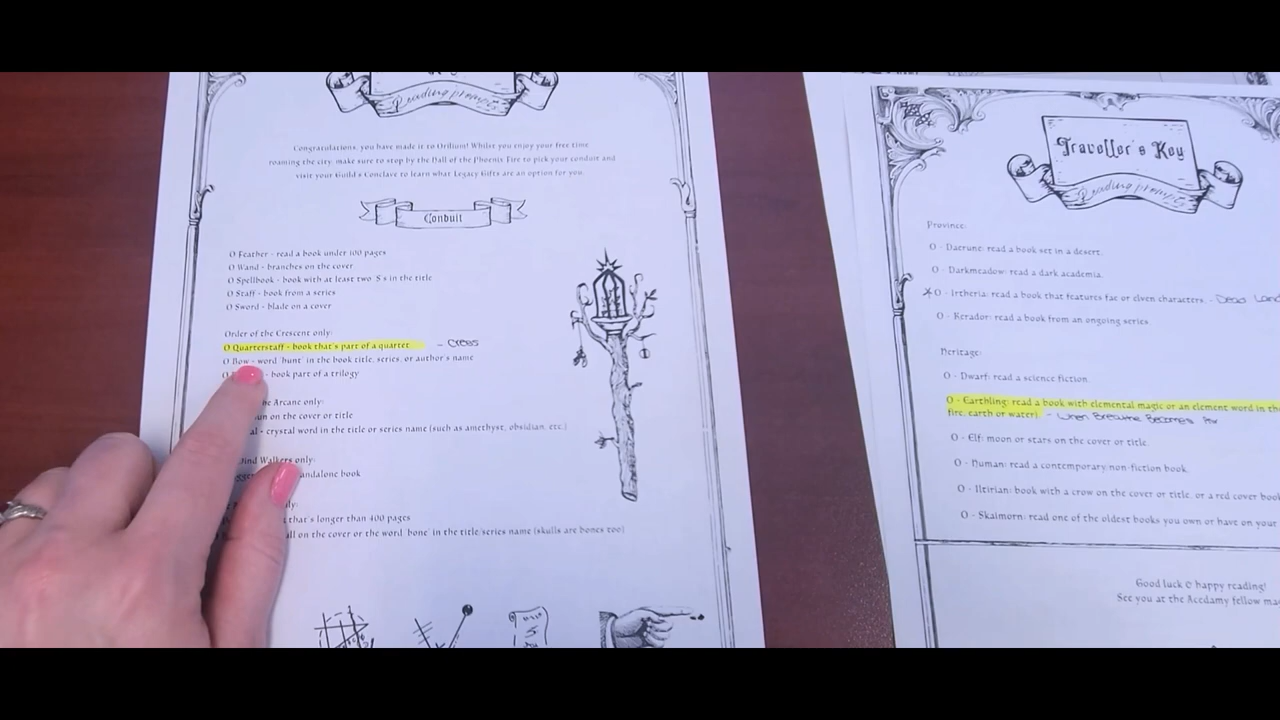 Reading prompts
Congratulations, you have made it to Orilium! Whilst you enjoy your free time
roaming the city, make sure to stop by the Hall of the Phoenix Fire to pick your conduit and
visit your Guild's Conclave to learn what Legacy Gifts are an option for you.
Conduit
O Feather - read a book under 100 pages
O Wand - branches on the cover
O Spellbook - book with at least two 'S's in the title
O Staff - book from a series
O Sword - blade on a cover
Order of the Crescent only:
O Quarterstaff - book that's part of a quartet
O Bow - word 'hunt' in the book title, series, or author's name
- book part of a trilogy
Arcane only:
on the cover or title
- crystal word in the title or series name (such as amethyst, obsidian, etc.)
Wind Walkers only:
standalone book
that's longer than 400 pages
on the cover or the word 'bone' in the title/series name (skulls are bones too)
Traveller's Key
Reading prompts
Province:
O - Daerune: read a book set in a desert.
O - Darkmeadow: read a dark academia.
O - Irtheria: read a book that features fae or elven characters. - Dead
O - Kerador: read a book from an ongoing series.
Heritage:
O - Dwarf: read a science fiction.
O - Earthling: read a book with elemental magic or an element word in
fire, earth or water). - When Breathe Becomes Air
O - Elf: moon or stars on the cover or title.
O - Human: read a contemporary non-fiction book.
O - Iltirian: book with a crow on the cover or title, or a red cover
O - Skalmorn: read one of the oldest books you own or have on your
Good luck & happy reading!
See you at the Acedamy fellow